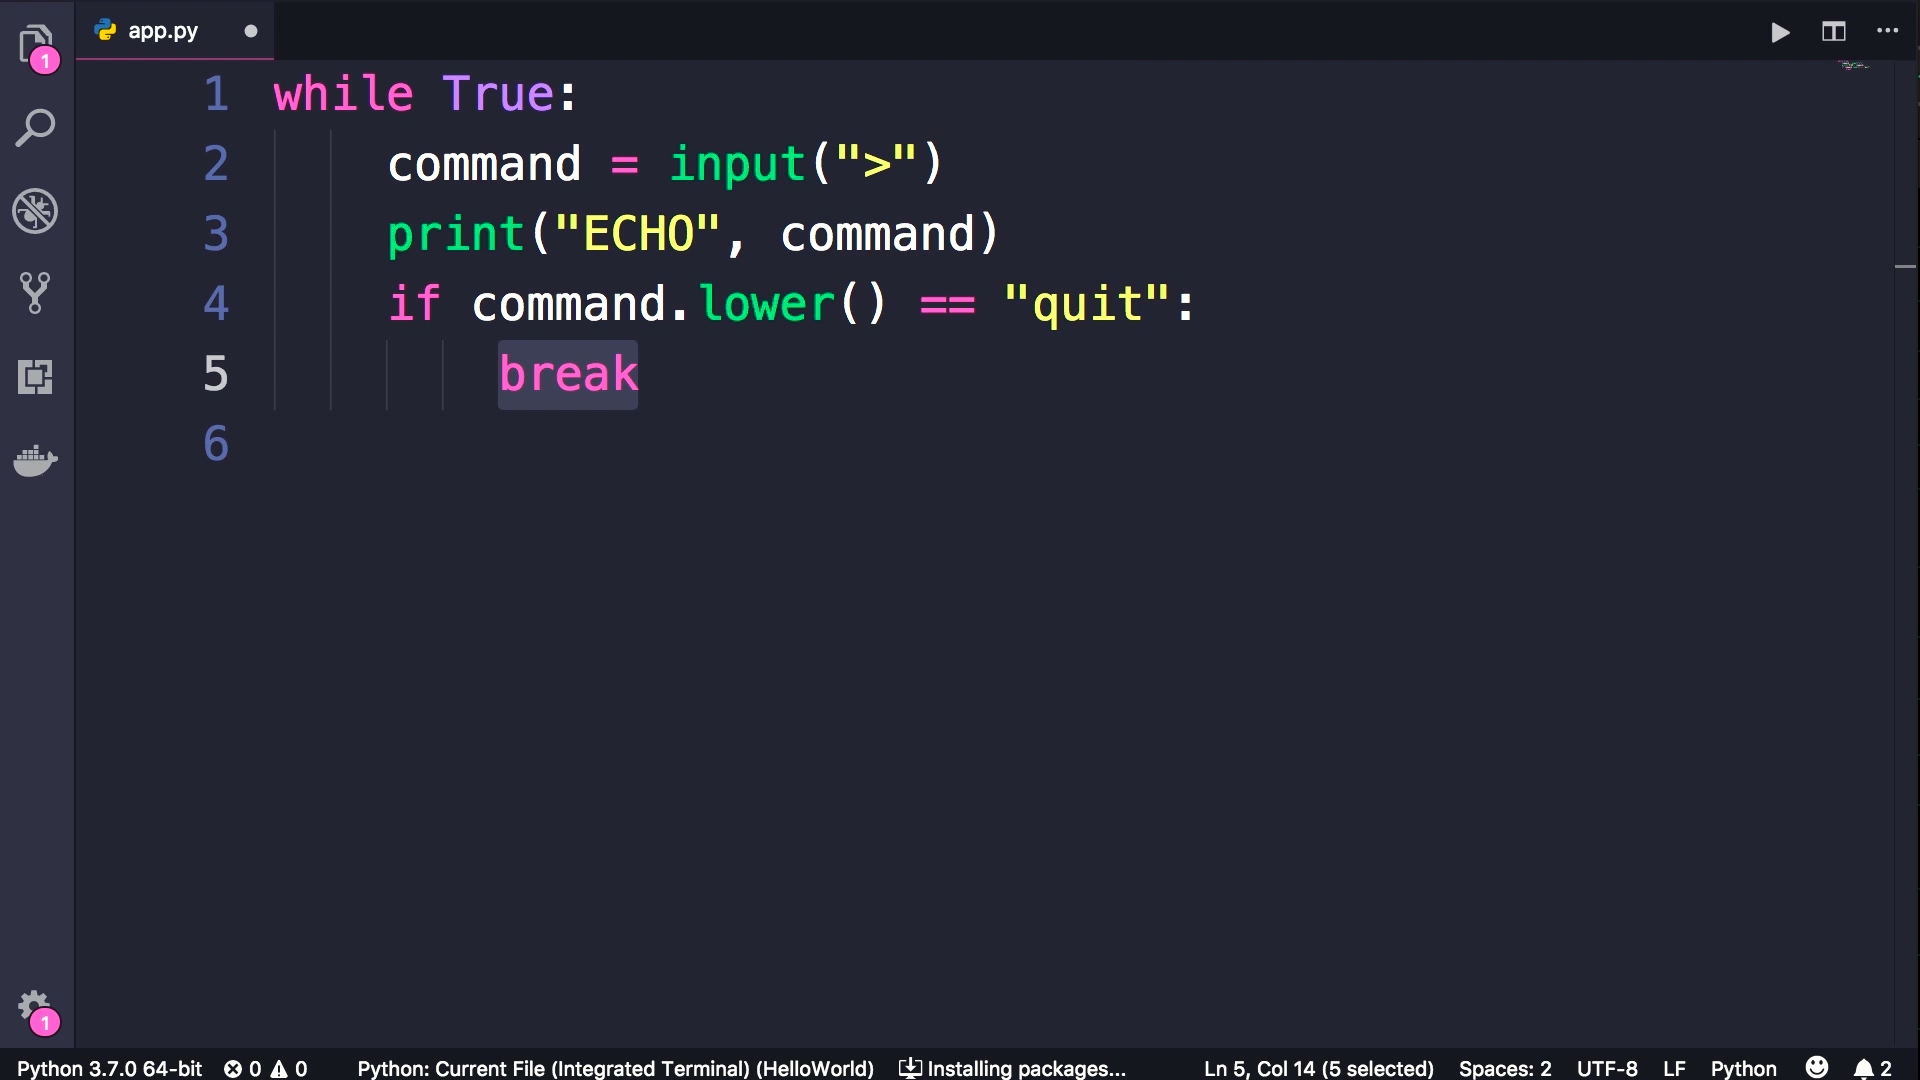 app.py
1
1 while True:
2 command = input(">")
3 print("ECHO", command)
4 if command.lower() == "quit":
5 break
6
1
Python 3.7.0 64-bit 0 0 Python: Current File (Integrated Terminal) (HelloWorld) Installing packages... Ln 5, Col 14 (5 selected) Spaces: 2 UTF-8 LF Python 2